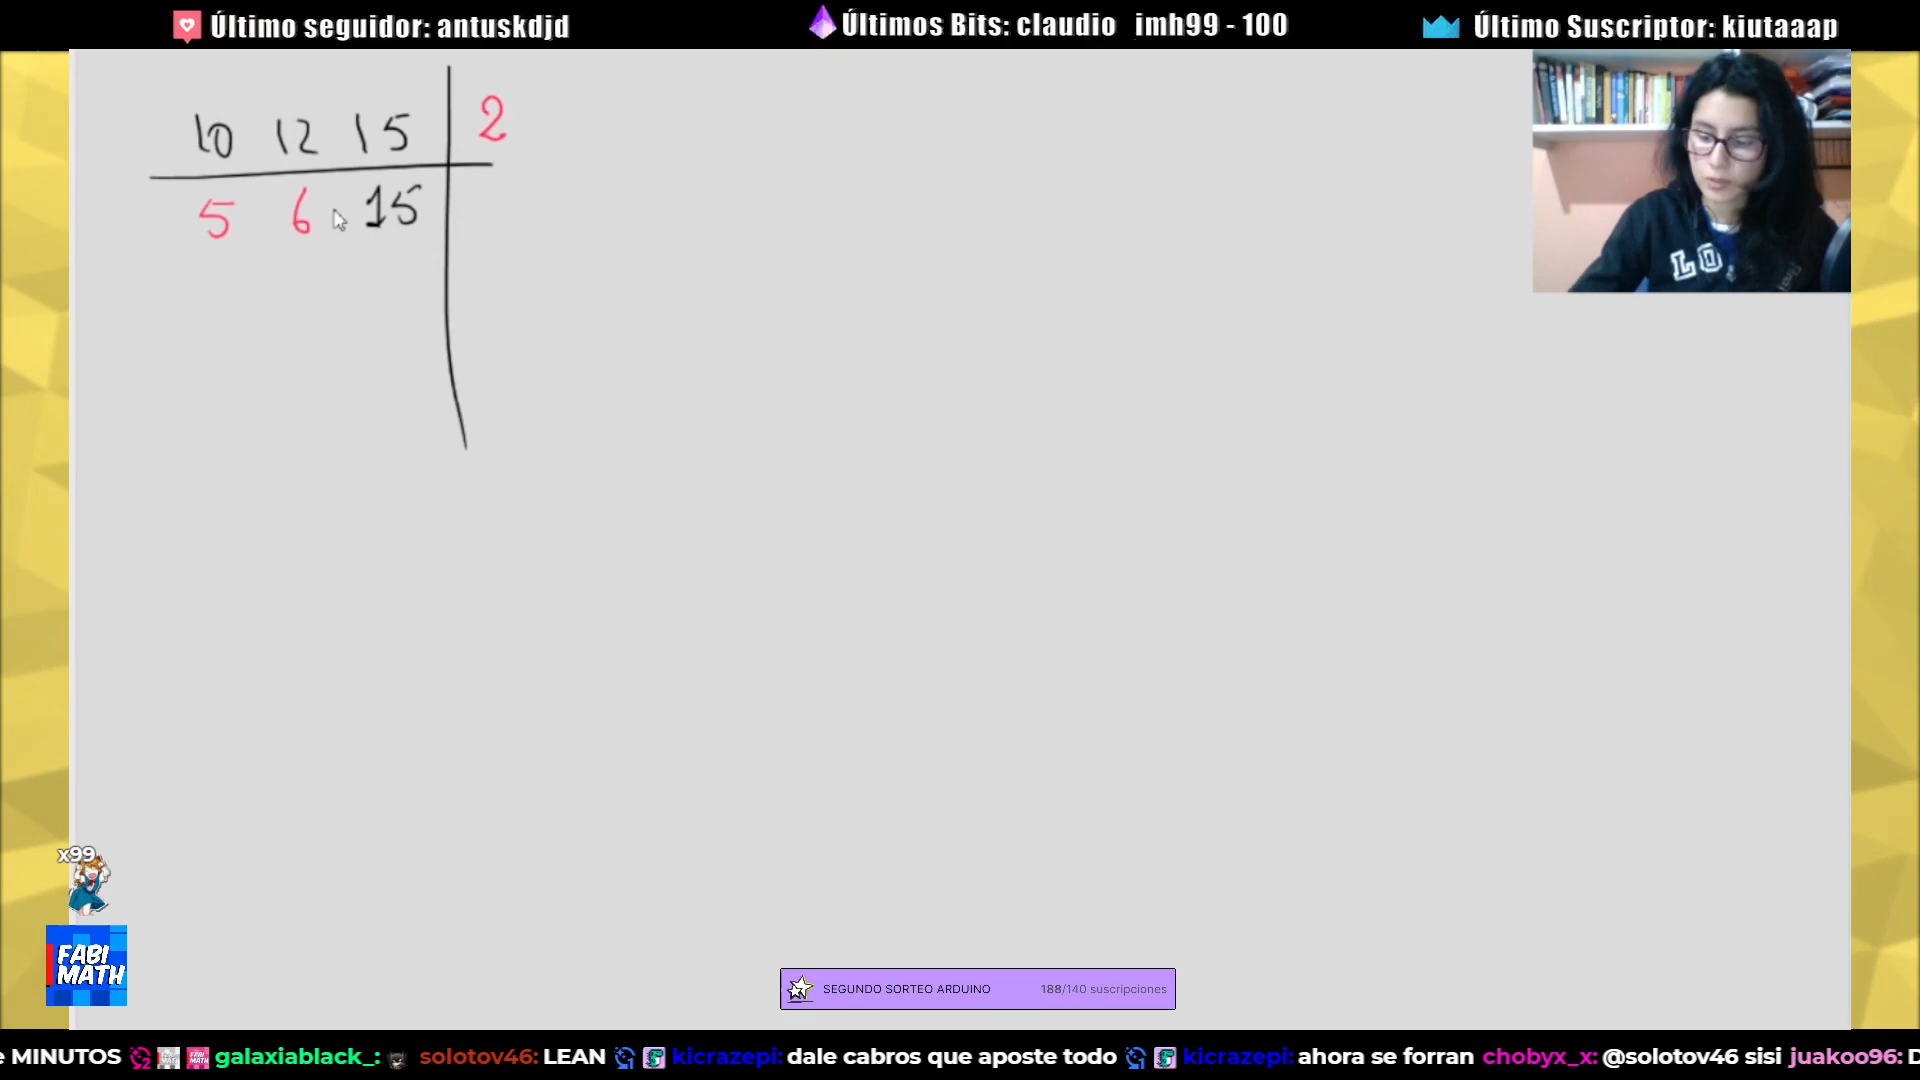 Último seguidor: antuskdjd
Últimos Bits: claudio imh99 - 100
Último Suscriptor: kiutaaap
10 12 15 2
5 6 15
LO
x99
FABI
MATH
SEGUNDO SORTEO ARDUINO 188/140 suscripciones
e MINUTOS galaxiablack_: solotov46: LEAN kicrazepi: dale cabros que aposte todo kicrazepi: ahora se forran chobyx_x: @solotov46 sisi juakoo96: D